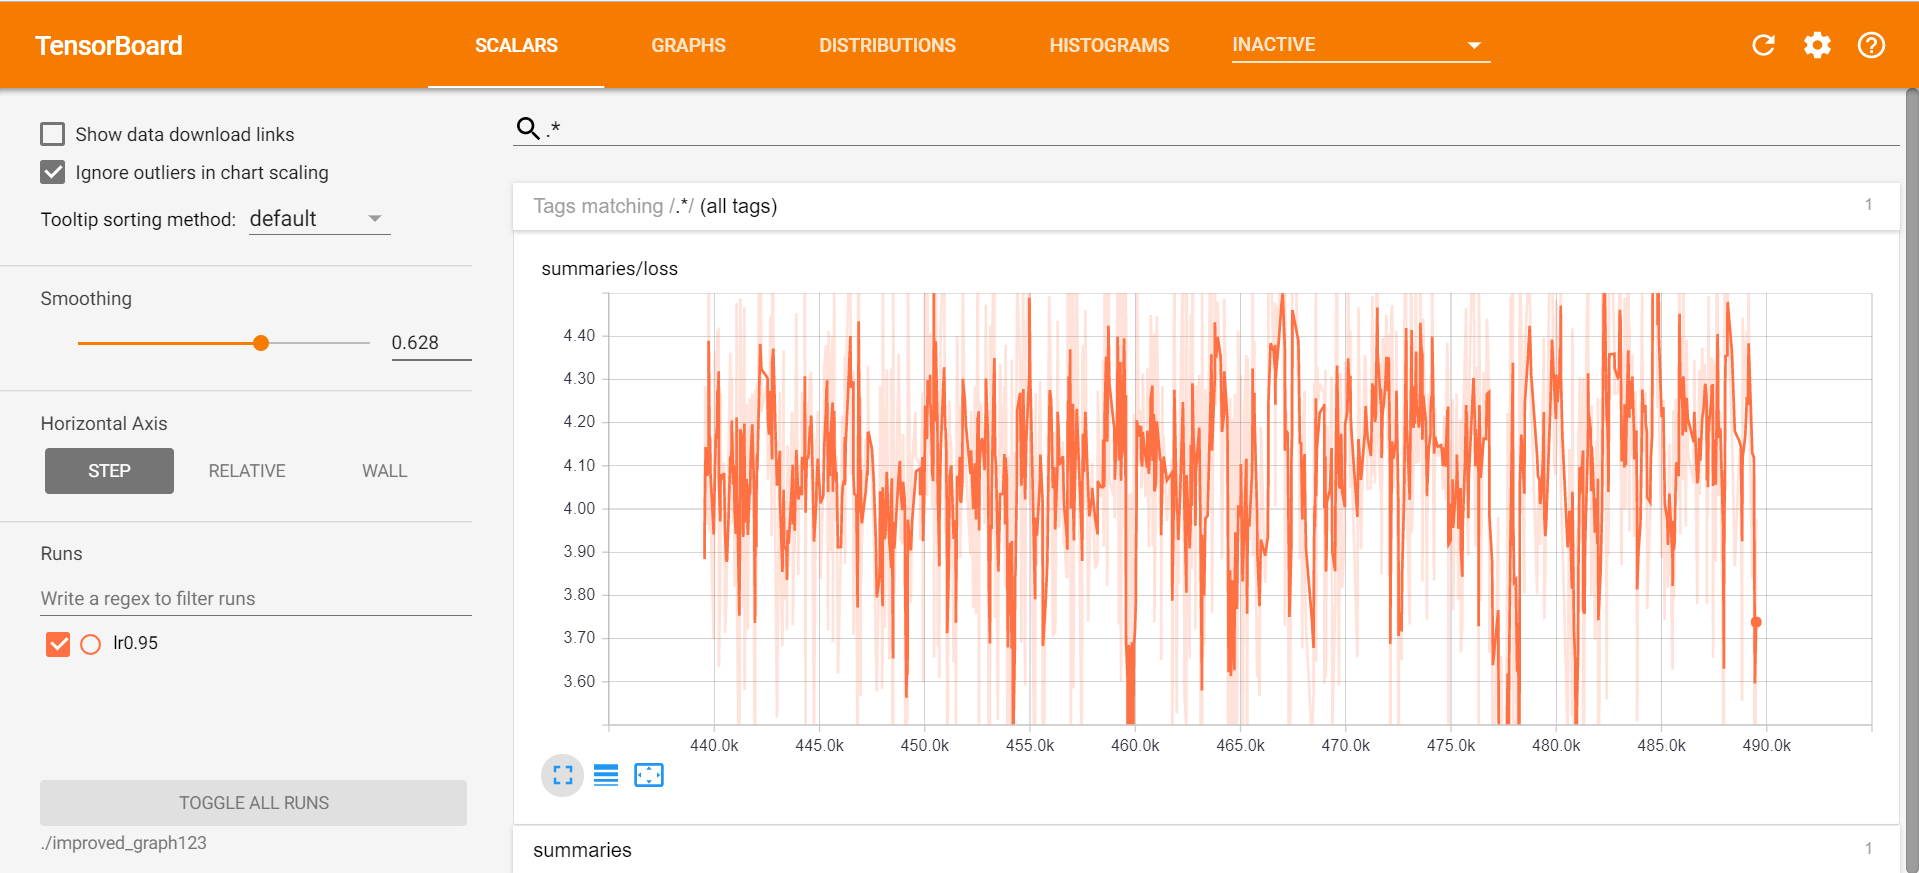 TensorBoard SCALARS GRAPHS DISTRIBUTIONS HISTOGRAMS INACTIVE
Show data download links
Ignore outliers in chart scaling
Tooltip sorting method: default
Smoothing
0.628
Horizontal Axis
STEP RELATIVE WALL
Runs
Write a regex to filter runs
lr0.95
TOGGLE ALL RUNS
./improved_graph123
.*
Tags matching /.*/ (all tags) 1
summaries/loss
4.40
4.30
4.20
4.10
4.00
3.90
3.80
3.70
3.60
440.0k 445.0k 450.0k 455.0k 460.0k 465.0k 470.0k 475.0k 480.0k 485.0k 490.0k
summaries 1